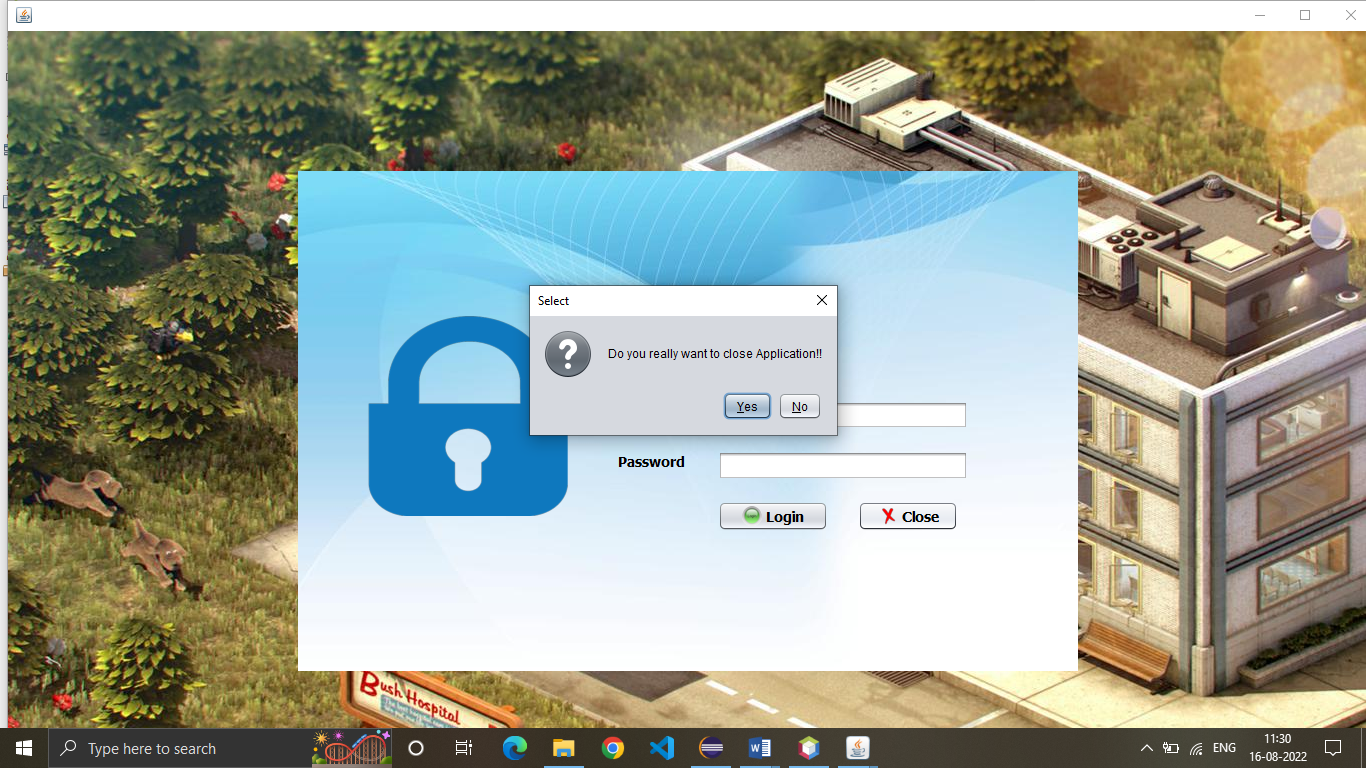 Select
Do you really want to close Application!!
Yes
No
Password
Login
Close
Bush Hospital
Type here to search
ENG
11:30
16-08-2022